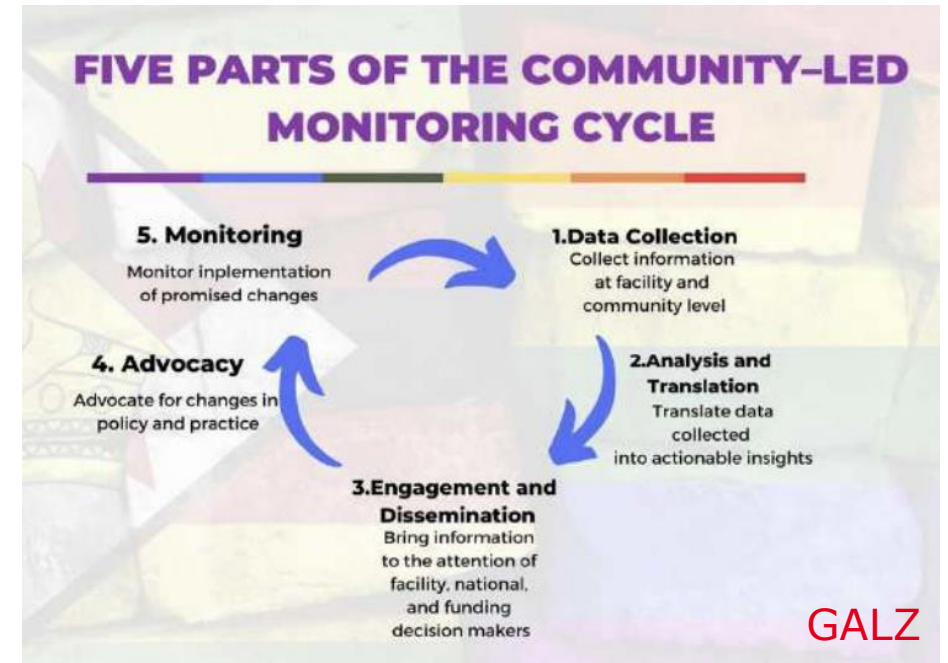 FIVE PARTS OF THE COMMUNITY–LED
MONITORING CYCLE
1.Data Collection
Collect information
at facility and
community level
2.Analysis and
Translation
Translate data
collected
into actionable insights
3.Engagement and
Dissemination
Bring information
to the attention of
facility, national,
and funding
decision makers
4. Advocacy
Advocate for changes in
policy and practice
5. Monitoring
Monitor inplementation
of promised changes
GALZ